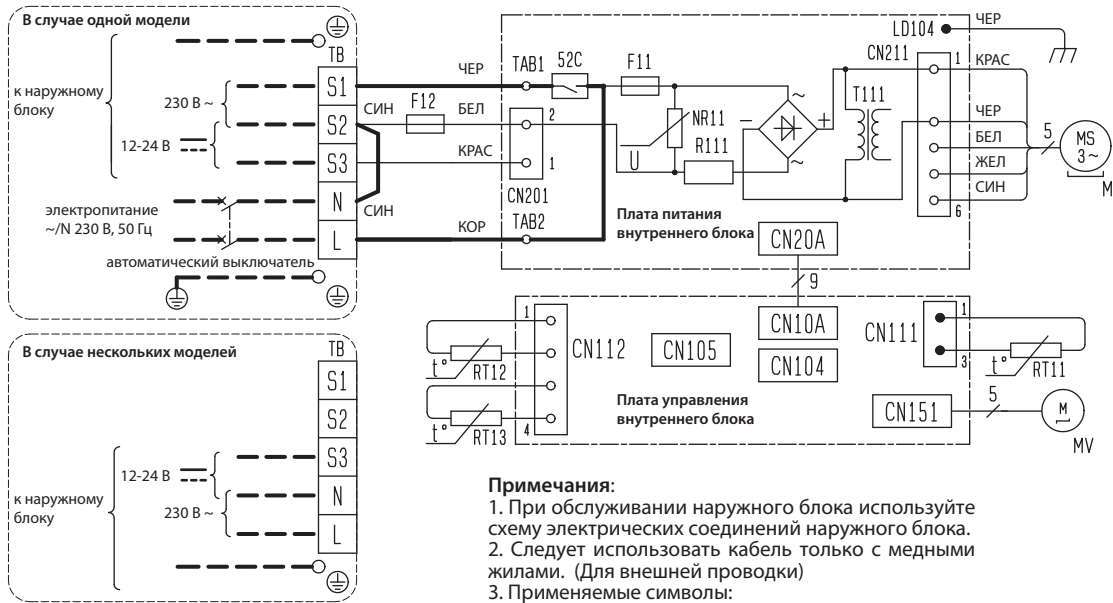 В случае одной модели
к наружному
блоку
230 В ~
12-24 В
электропитание
~/N 230 В, 50 Гц
автоматический выключатель
TB
S1
S2
S3
N
L
ЧЕР
СИН
F12
БЕЛ
КРАС
СИН
КОР
TAB1
52C
F11
2
1
CN201
TAB2
U
NR11
R111
~
−
+
~
T111
LD104
ЧЕР
CN211
1
КРАС
ЧЕР
БЕЛ
ЖЕЛ
СИН
6
5
MS
3~
M
Плата питания
внутреннего блока
CN20A
9
CN10A
В случае нескольких моделей
TB
S1
S2
S3
N
L
12-24 В
230 В ~
к наружному
блоку
1
CN112
4
t°
RT12
t°
RT13
CN105
CN104
CN111
1
3
t°
RT11
Плата управления
внутреннего блока
CN151
5
M
MV
Примечания:
1. При обслуживании наружного блока используйте
схему электрических соединений наружного блока.
2. Следует использовать кабель только с медными
жилами. (Для внешней проводки)
3. Применяемые символы: